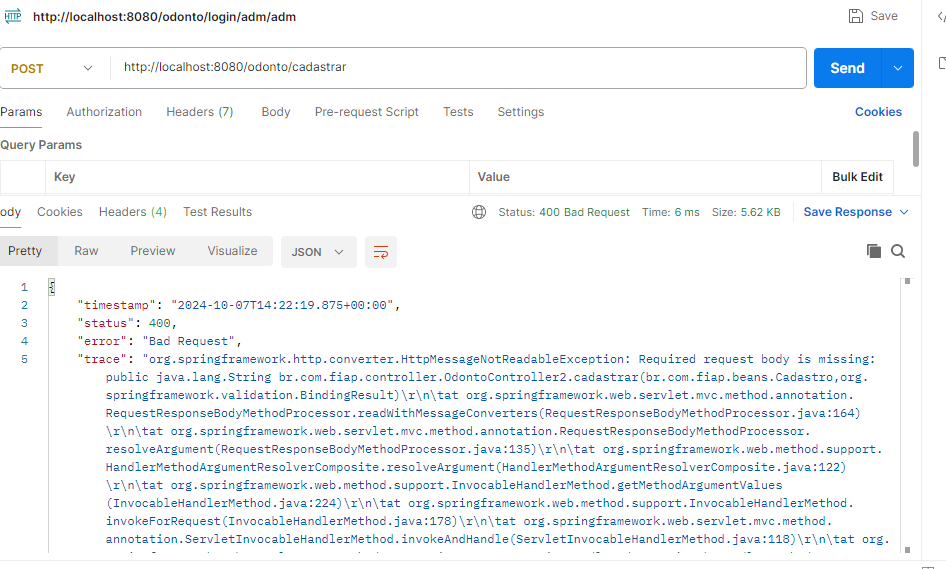 HTTP http://localhost:8080/odonto/login/adm/adm Save
POST http://localhost:8080/odonto/cadastrar Send
Params Authorization Headers (7) Body Pre-request Script Tests Settings Cookies
Query Params
Key Value Bulk Edit
ody Cookies Headers (4) Test Results Status: 400 Bad Request Time: 6 ms Size: 5.62 KB Save Response
Pretty Raw Preview Visualize JSON
1 {
2 "timestamp": "2024-10-07T14:22:19.875+00:00",
3 "status": 400,
4 "error": "Bad Request",
5 "trace": "org.springframework.http.converter.HttpMessageNotReadableException: Required request body is missing:
public java.lang.String br.com.fiap.controller.OdontoController2.cadastrar(br.com.fiap.beans.Cadastro,org.
springframework.validation.BindingResult)\r\n\tat org.springframework.web.servlet.mvc.method.annotation.
RequestResponseBodyMethodProcessor.readWithMessageConverters(RequestResponseBodyMethodProcessor.java:164)
\r\n\tat org.springframework.web.servlet.mvc.method.annotation.RequestResponseBodyMethodProcessor.
resolveArgument(RequestResponseBodyMethodProcessor.java:135)\r\n\tat org.springframework.web.method.support.
HandlerMethodArgumentResolverComposite.resolveArgument(HandlerMethodArgumentResolverComposite.java:122)
\r\n\tat org.springframework.web.method.support.InvocableHandlerMethod.getMethodArgumentValues
(InvocableHandlerMethod.java:224)\r\n\tat org.springframework.web.method.support.InvocableHandlerMethod.
invokeForRequest(InvocableHandlerMethod.java:178)\r\n\tat org.springframework.web.servlet.mvc.method.
annotation.ServletInvocableHandlerMethod.invokeAndHandle(ServletInvocableHandlerMethod.java:118)\r\n\tat org.